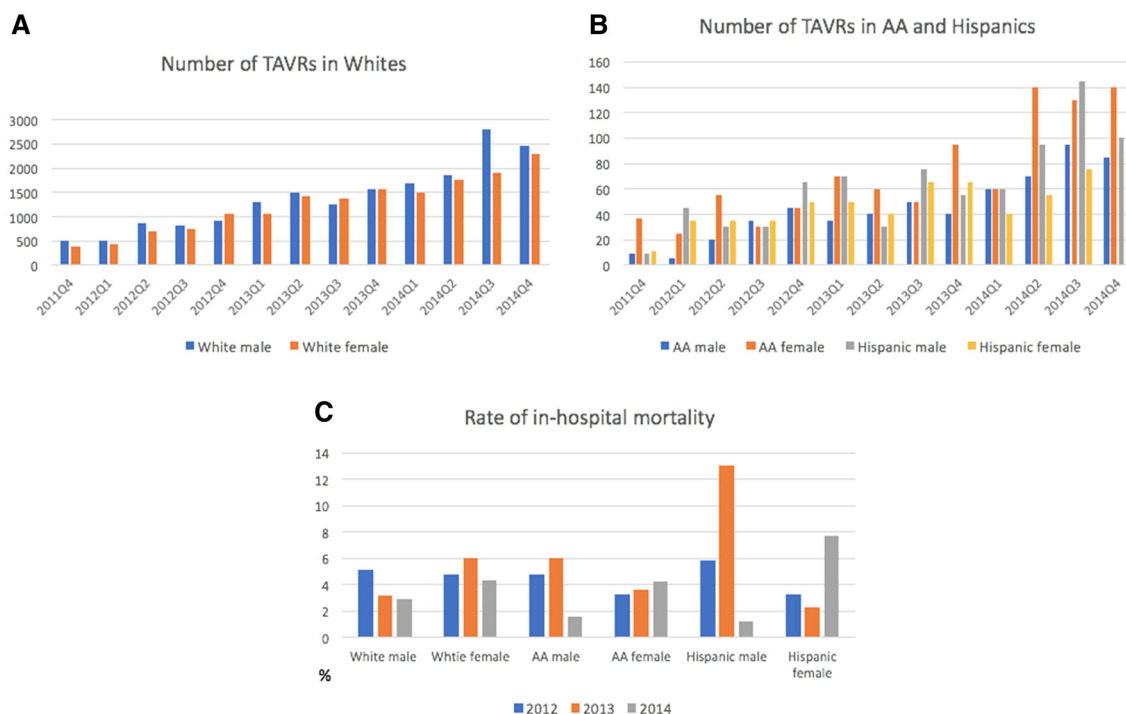 A
Number of TAVRs in Whites
3000
2500
2000
1500
1000
500
0
2011Q4
2012Q1
2012Q2
2012Q3
2012Q4
2013Q1
2013Q2
2013Q3
2013Q4
2014Q1
2014Q2
2014Q3
2014Q4
White male White female
B
Number of TAVRs in AA and Hispanics
160
140
120
100
80
60
40
20
0
2011Q4
2012Q1
2012Q2
2012Q3
2012Q4
2013Q1
2013Q2
2013Q3
2013Q4
2014Q1
2014Q2
2014Q3
2014Q4
AA male AA female Hispanic male Hispanic female
C
Rate of in-hospital mortality
14
12
10
8
6
4
2
0
White male Whtie female AA male AA female Hispanic male Hispanic
female
%
2012 2013 2014